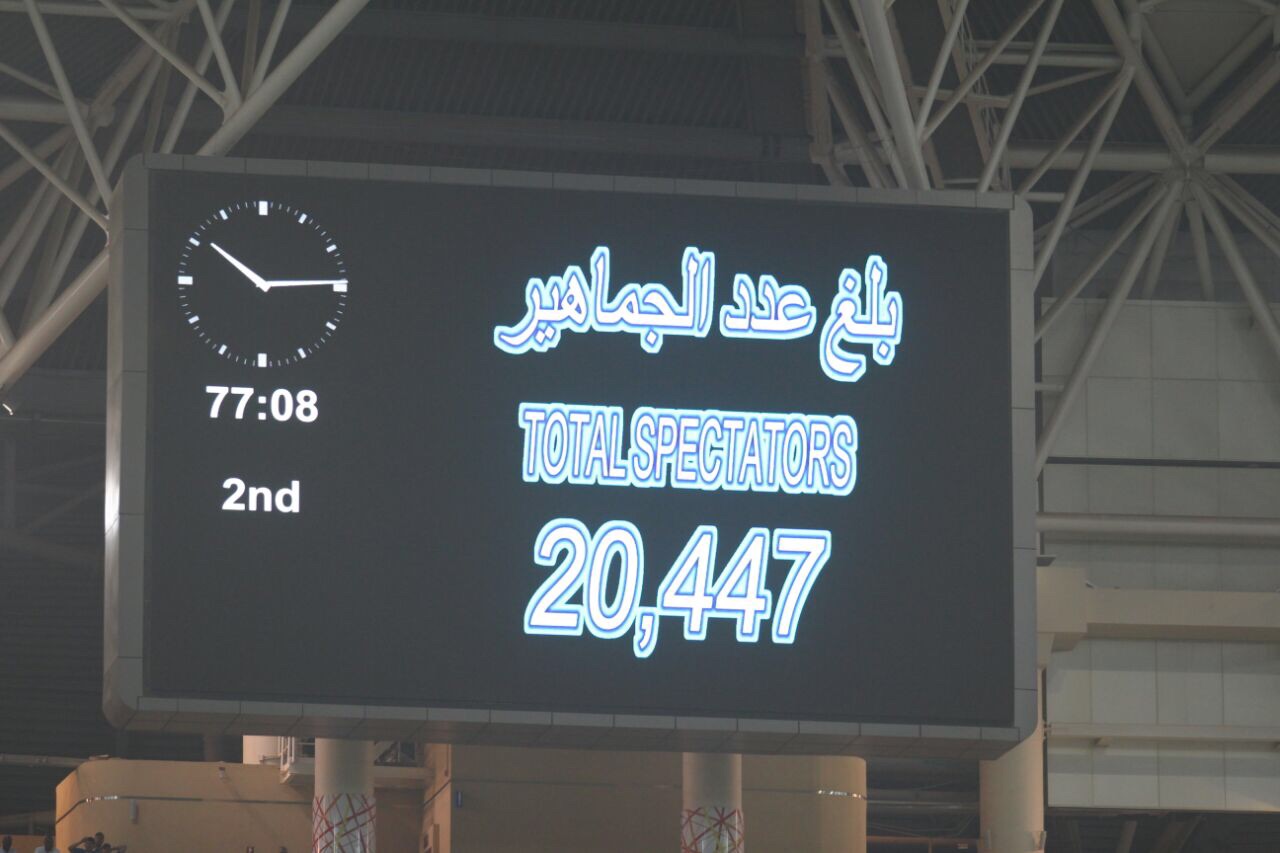 77:08
2nd
بلغ عدد الجماهير
TOTAL SPECTATORS
20,447